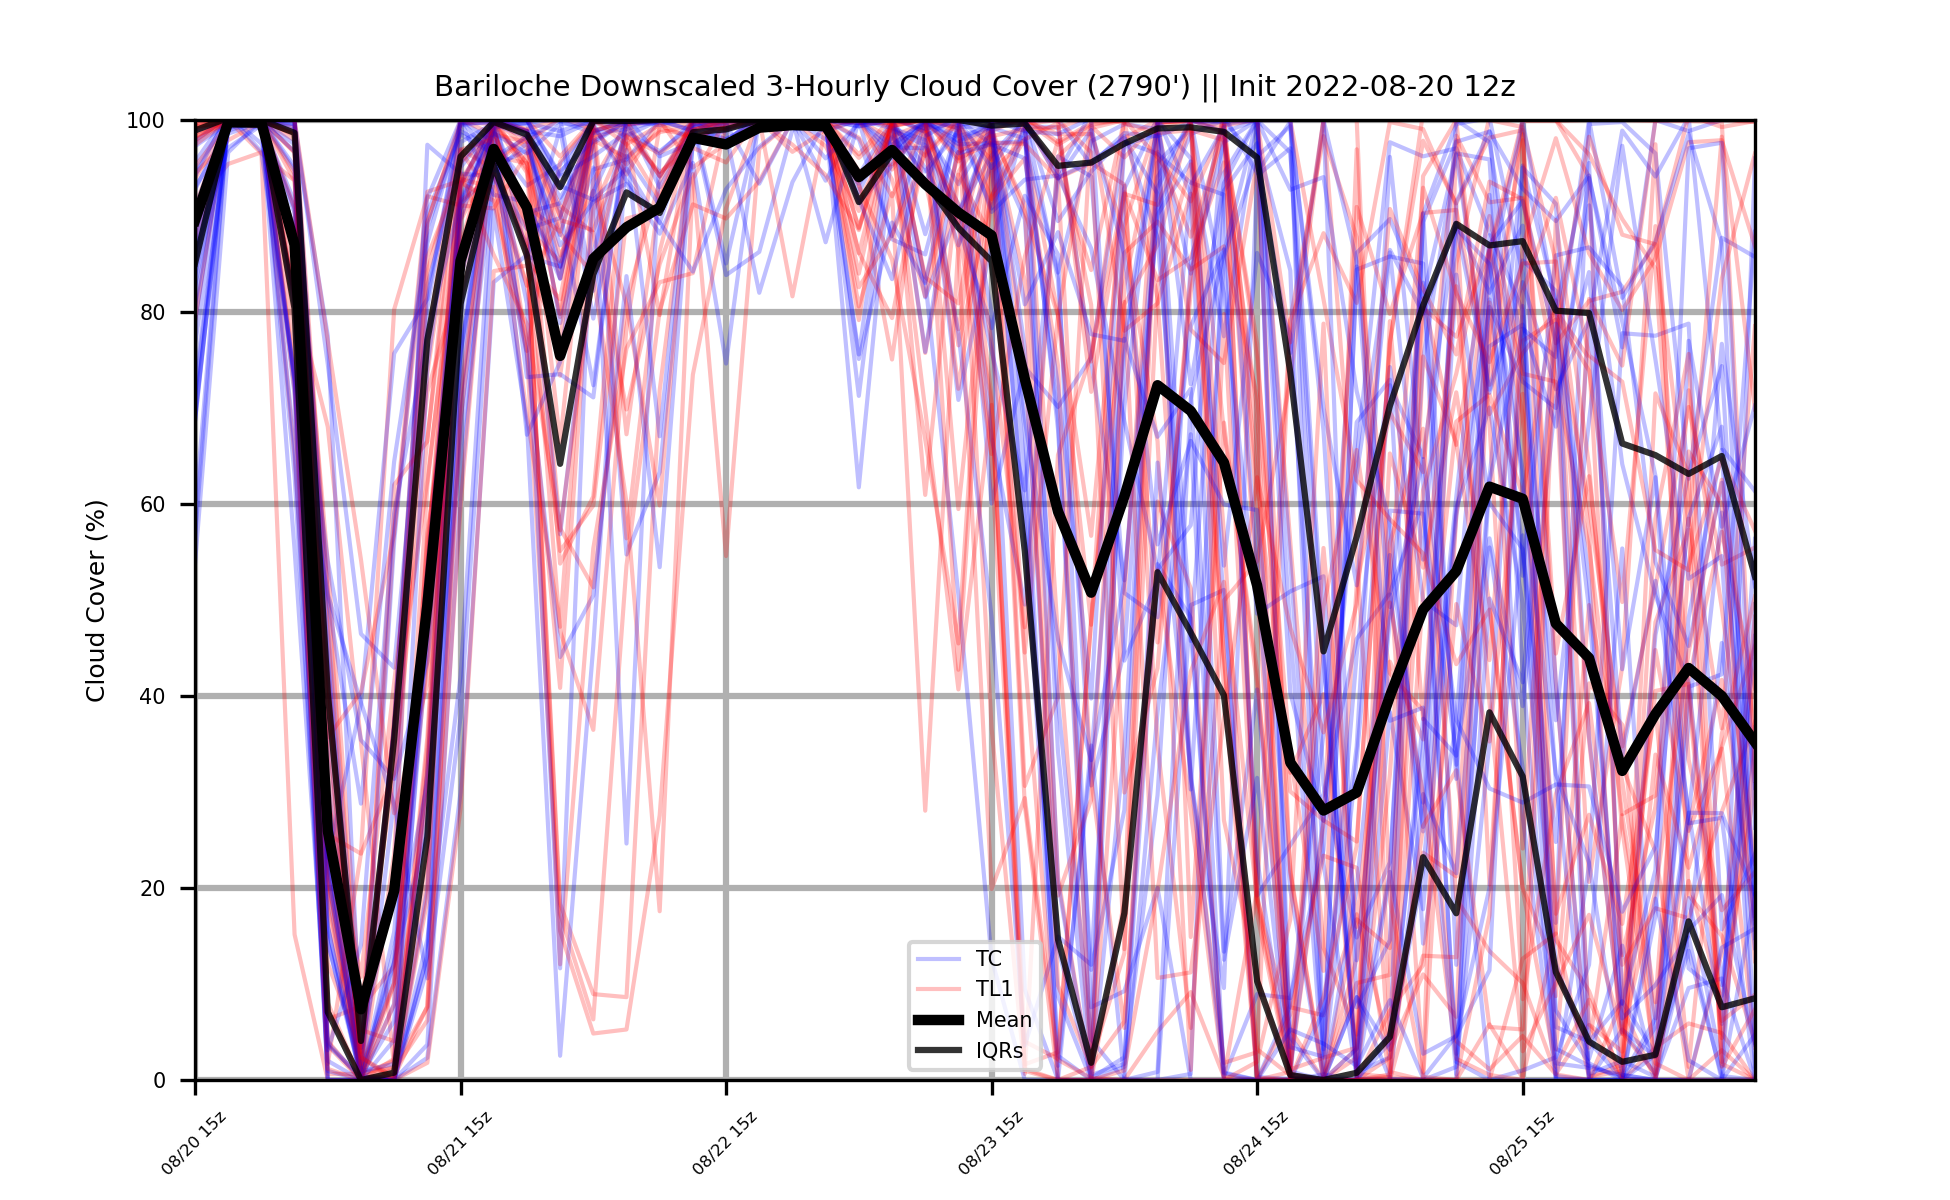 Bariloche Downscaled 3-Hourly Cloud Cover (2790') || Init 2022-08-20 12z
Cloud Cover (%)
100
80
60
40
20
0
TC
TL1
Mean
IQRs
08/20 15z
08/21 15z
08/22 15z
08/23 15z
08/24 15z
08/25 15z